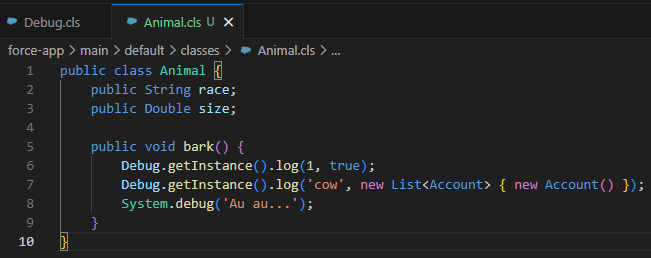 Debug.cls Animal.cls U ×
force-app > main > default > classes > Animal.cls > ...
1 public class Animal {
2     public String race;
3     public Double size;
4
5     public void bark() {
6         Debug.getInstance().log(1, true);
7         Debug.getInstance().log('cow', new List<Account> { new Account() });
8         System.debug('Au au...');
9     }
10 }